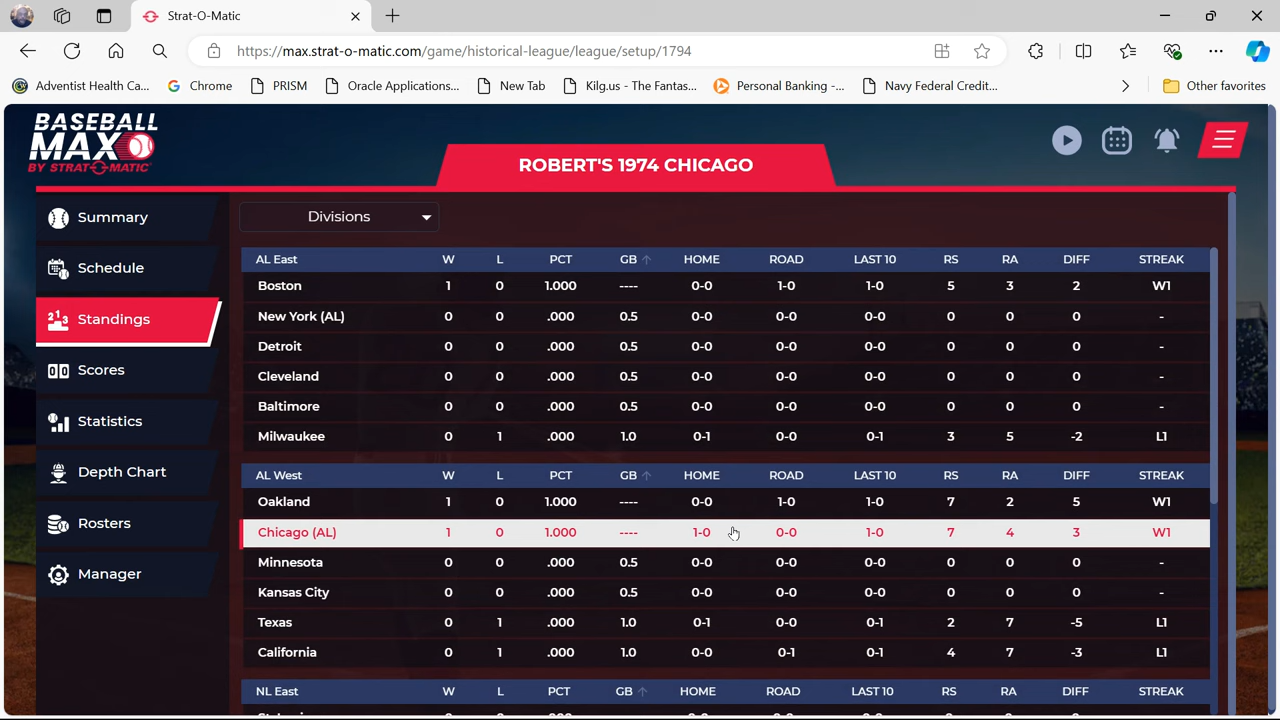 Strat-O-Matic
https://max.strat-o-matic.com/game/historical-league/league/setup/1794
Adventist Health Ca... Chrome PRISM Oracle Applications... New Tab Kilg.us - The Fantas... Personal Banking -... Navy Federal Credit... Other favorites
BASEBALL
MAX
BY STRAT-O-MATIC
ROBERT'S 1974 CHICAGO
Summary
Schedule
Standings
Scores
Statistics
Depth Chart
Rosters
Manager
Divisions
AL East W L PCT GB HOME ROAD LAST 10 RS RA DIFF STREAK
Boston 1 0 1.000 ---- 0-0 1-0 1-0 5 3 2 W1
New York (AL) 0 0 .000 0.5 0-0 0-0 0-0 0 0 0 -
Detroit 0 0 .000 0.5 0-0 0-0 0-0 0 0 0 -
Cleveland 0 0 .000 0.5 0-0 0-0 0-0 0 0 0 -
Baltimore 0 0 .000 0.5 0-0 0-0 0-0 0 0 0 -
Milwaukee 0 1 .000 1.0 0-1 0-0 0-1 3 5 -2 L1
AL West W L PCT GB HOME ROAD LAST 10 RS RA DIFF STREAK
Oakland 1 0 1.000 ---- 0-0 1-0 1-0 7 2 5 W1
Chicago (AL) 1 0 1.000 ---- 1-0 0-0 1-0 7 4 3 W1
Minnesota 0 0 .000 0.5 0-0 0-0 0-0 0 0 0 -
Kansas City 0 0 .000 0.5 0-0 0-0 0-0 0 0 0 -
Texas 0 1 .000 1.0 0-1 0-0 0-1 2 7 -5 L1
California 0 1 .000 1.0 0-0 0-1 0-1 4 7 -3 L1
NL East W L PCT GB HOME ROAD LAST 10 RS RA DIFF STREAK